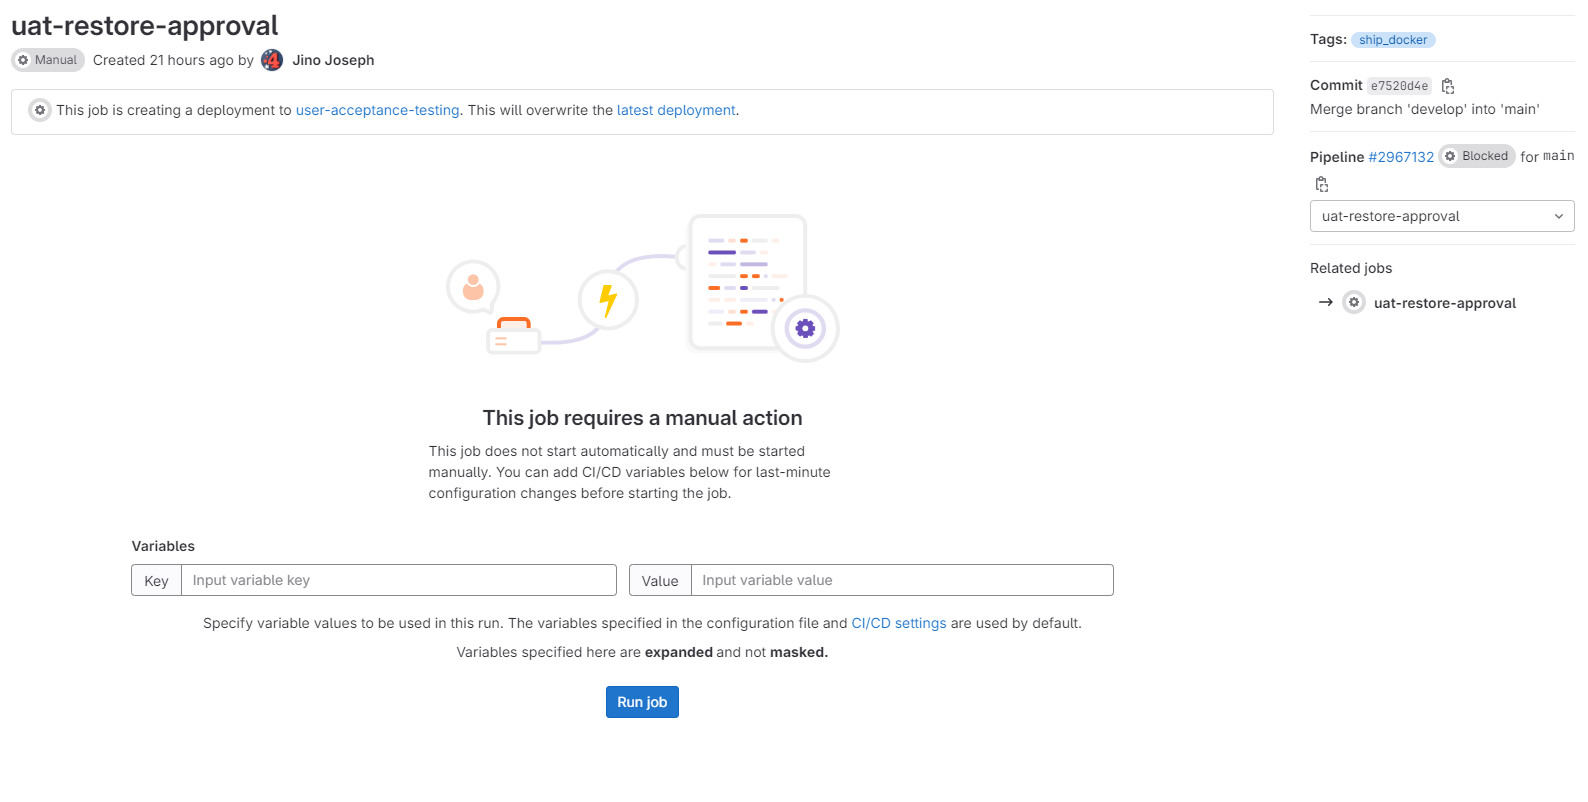 uat-restore-approval
Manual Created 21 hours ago by Jino Joseph
This job is creating a deployment to user-acceptance-testing. This will overwrite the latest deployment.
This job requires a manual action
This job does not start automatically and must be started
manually. You can add CI/CD variables below for last-minute
configuration changes before starting the job.
Variables
Key Input variable key Value Input variable value
Specify variable values to be used in this run. The variables specified in the configuration file and CI/CD settings are used by default.
Variables specified here are expanded and not masked.
Run job
Tags: ship_docker
Commit e7520d4e
Merge branch 'develop' into 'main'
Pipeline #2967132 Blocked for main
uat-restore-approval
Related jobs
→ uat-restore-approval